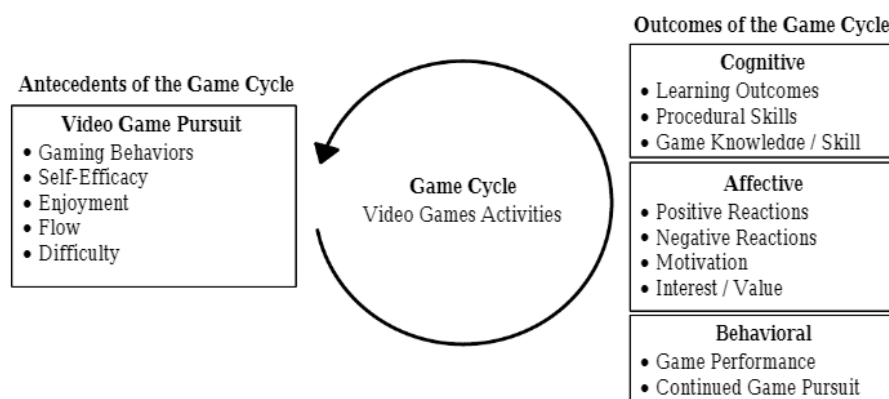 Antecedents of the Game Cycle
Video Game Pursuit
• Gaming Behaviors
• Self-Efficacy
• Enjoyment
• Flow
• Difficulty
Game Cycle
Video Games Activities
Outcomes of the Game Cycle
Cognitive
• Learning Outcomes
• Procedural Skills
• Game Knowledge / Skill
Affective
• Positive Reactions
• Negative Reactions
• Motivation
• Interest / Value
Behavioral
• Game Performance
• Continued Game Pursuit